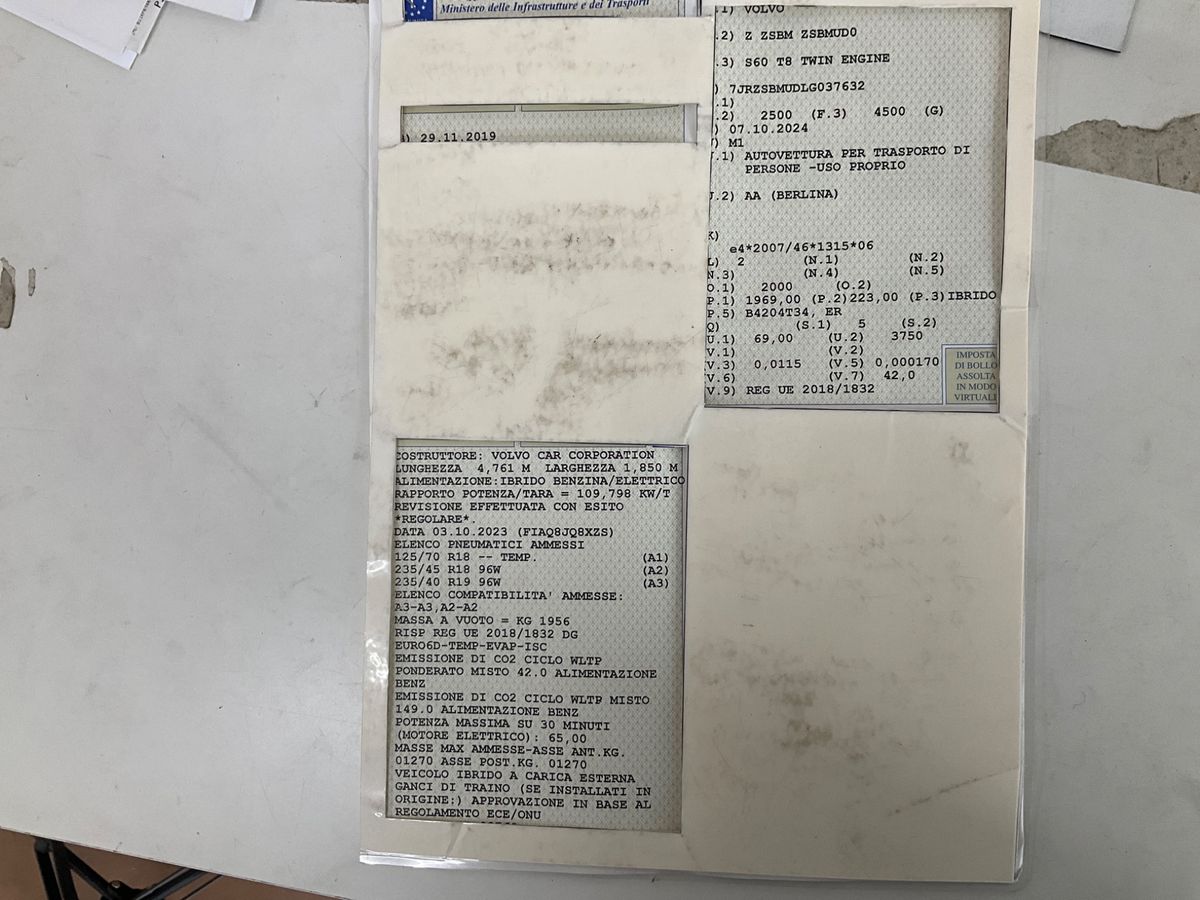 Ministero delle Infrastrutture e dei Trasporti
) 29.11.2019
.1) VOLVO
.2) Z ZSBM ZSBMUD0
.3) S60 T8 TWIN ENGINE
) 7JRZSBMUDLG037632
.1)
.2) 2500 (F.3) 4500 (G)
) 07.10.2024
) M1
.1) AUTOVETTURA PER TRASPORTO DI
PERSONE -USO PROPRIO
.2) AA (BERLINA)
K)
e4*2007/46*1315*06
L) 2 (N.1) (N.2)
N.3) (N.4) (N.5)
O.1) 2000 (O.2)
P.1) 1969,00 (P.2)223,00 (P.3)IBRIDO
P.5) B4204T34, ER
Q) (S.1) 5 (S.2)
U.1) 69,00 (U.2) 3750
V.1) (V.2)
V.3) 0,0115 (V.5) 0,000170
V.6) (V.7) 42,0
V.9) REG UE 2018/1832
IMPOSTA
DI BOLLO
ASSOLTA
IN MODO
VIRTUALE
COSTRUTTORE: VOLVO CAR CORPORATION
LUNGHEZZA 4,761 M LARGHEZZA 1,850 M
ALIMENTAZIONE:IBRIDO BENZINA/ELETTRICO
RAPPORTO POTENZA/TARA = 109,798 KW/T
REVISIONE EFFETTUATA CON ESITO
*REGOLARE*.
DATA 03.10.2023 (FIAQ8JQ8XZS)
ELENCO PNEUMATICI AMMESSI
125/70 R18 -- TEMP. (A1)
235/45 R18 96W (A2)
235/40 R19 96W (A3)
ELENCO COMPATIBILITA' AMMESSE:
A3-A3,A2-A2
MASSA A VUOTO = KG 1956
RISP REG UE 2018/1832 DG
EURO6D-TEMP-EVAP-ISC
EMISSIONE DI CO2 CICLO WLTP
PONDERATO MISTO 42.0 ALIMENTAZIONE
BENZ
EMISSIONE DI CO2 CICLO WLTP MISTO
149.0 ALIMENTAZIONE BENZ
POTENZA MASSIMA SU 30 MINUTI
(MOTORE ELETTRICO): 65,00
MASSE MAX AMMESSE-ASSE ANT.KG.
01270 ASSE POST.KG. 01270
VEICOLO IBRIDO A CARICA ESTERNA
GANCI DI TRAINO (SE INSTALLATI IN
ORIGINE:) APPROVAZIONE IN BASE AL
REGOLAMENTO ECE/ONU